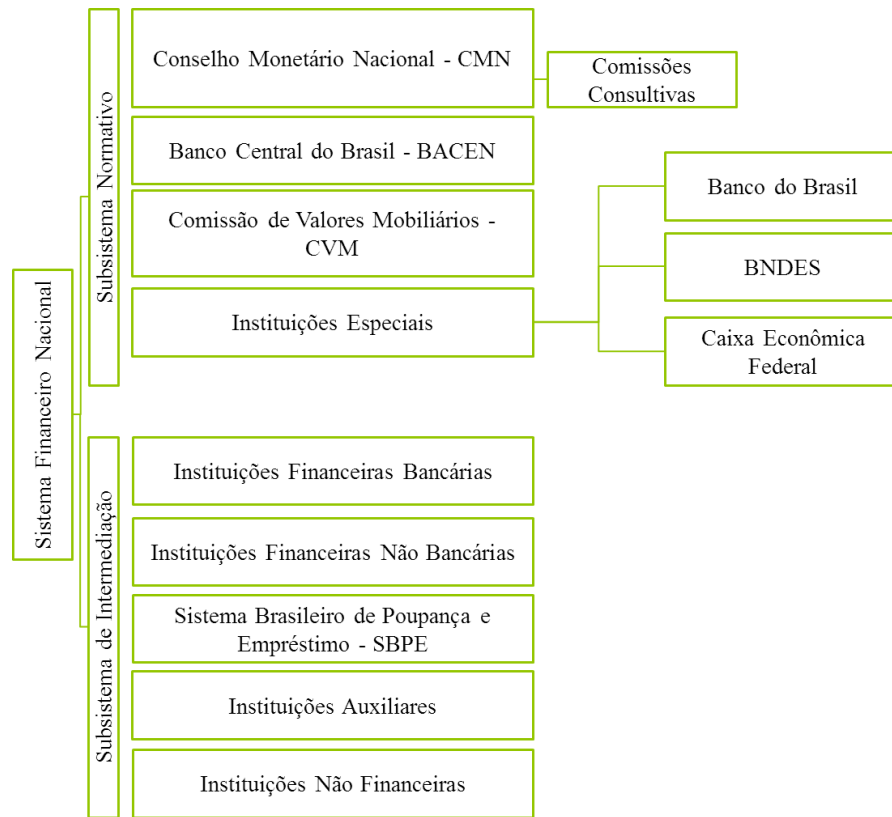 Sistema Financeiro Nacional
Subsistema Normativo
Conselho Monetário Nacional - CMN
Comissões
Consultivas
Banco Central do Brasil - BACEN
Comissão de Valores Mobiliários -
CVM
Instituições Especiais
Banco do Brasil
BNDES
Caixa Econômica
Federal
Subsistema de Intermediação
Instituições Financeiras Bancárias
Instituições Financeiras Não Bancárias
Sistema Brasileiro de Poupança e
Empréstimo - SBPE
Instituições Auxiliares
Instituições Não Financeiras